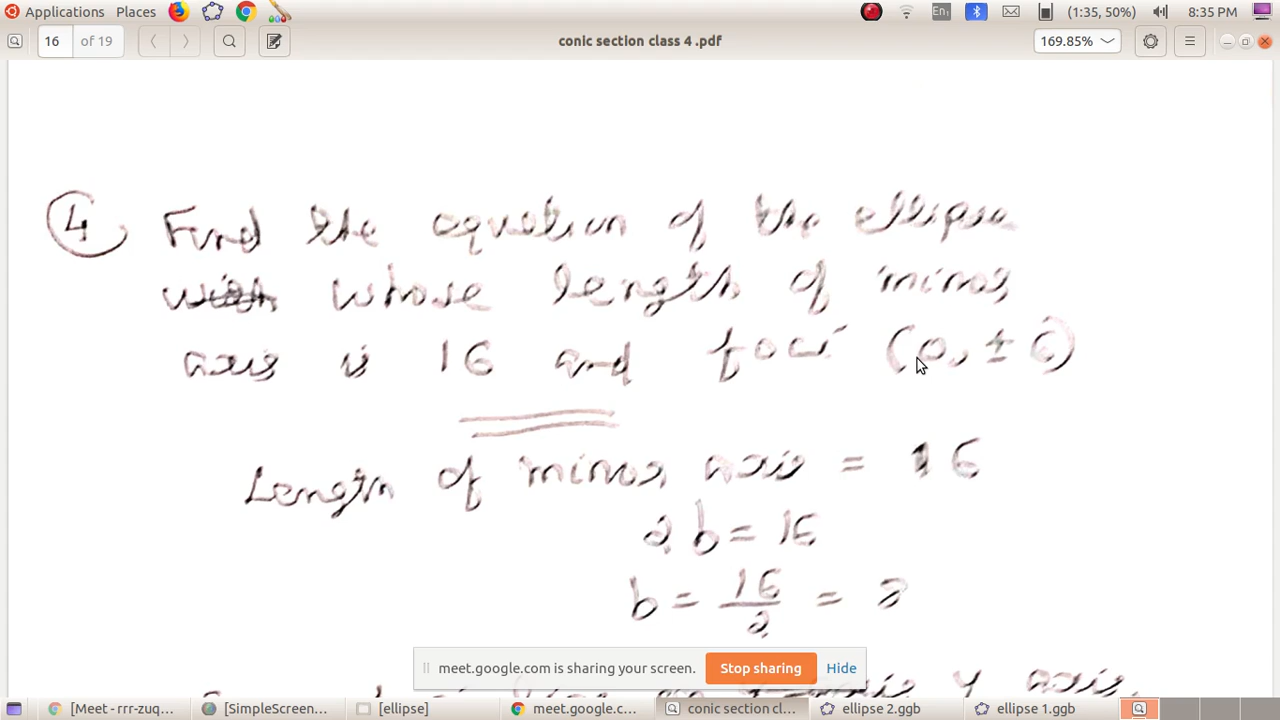 Applications Places En1 (1:35, 50%) 8:35 PM
16 of 19 conic section class 4 .pdf 169.85%
4 Find the equation of the ellipse
with whose length of minor
axis is 16 and foci (0, ± 6)
Length of minor axis = 16
2b = 16
b = 16/2 = 8
meet.google.com is sharing your screen. Stop sharing Hide
axis Y axis.
[Meet - rrr-zuq... [SimpleScreen... [ellipse] meet.google.c... conic section cl... ellipse 2.ggb ellipse 1.ggb